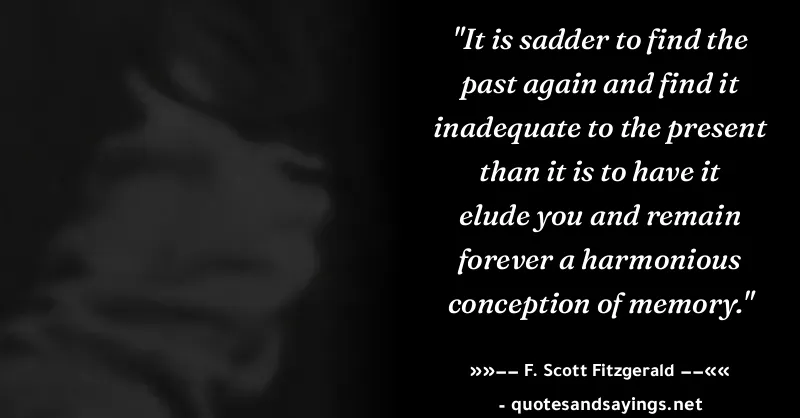 "It is sadder to find the
past again and find it
inadequate to the present
than it is to have it
elude you and remain
forever a harmonious
conception of memory."
»»-- F. Scott Fitzgerald --««
- quotesandsayings.net